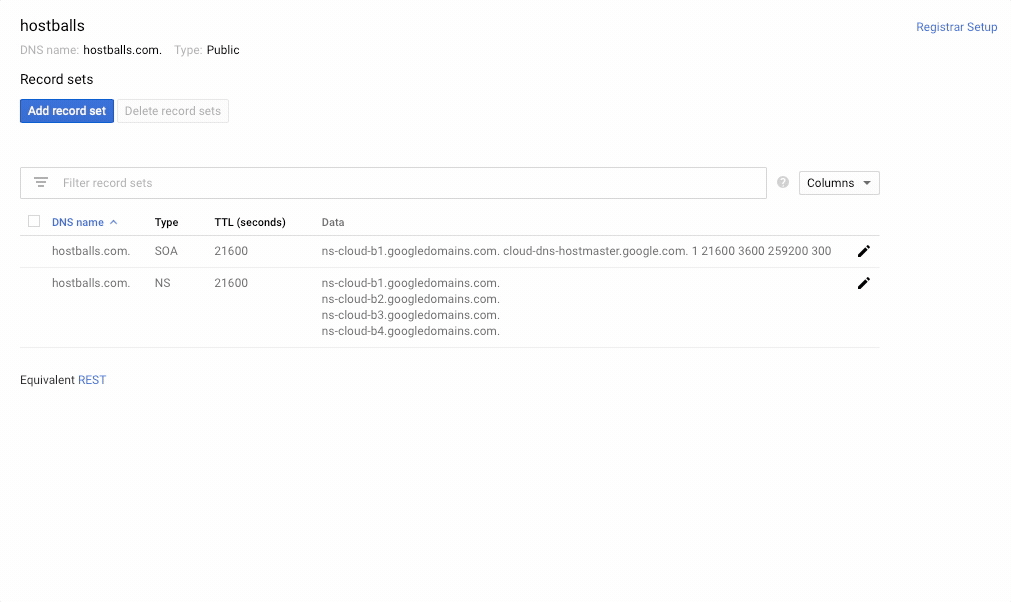 hostballs
Registrar Setup
DNS name: hostballs.com. Type: Public
Record sets
Add record set Delete record sets
Filter record sets Columns
DNS name Type TTL (seconds) Data
hostballs.com. SOA 21600 ns-cloud-b1.googledomains.com. cloud-dns-hostmaster.google.com. 1 21600 3600 259200 300
hostballs.com. NS 21600 ns-cloud-b1.googledomains.com.
ns-cloud-b2.googledomains.com.
ns-cloud-b3.googledomains.com.
ns-cloud-b4.googledomains.com.
Equivalent REST